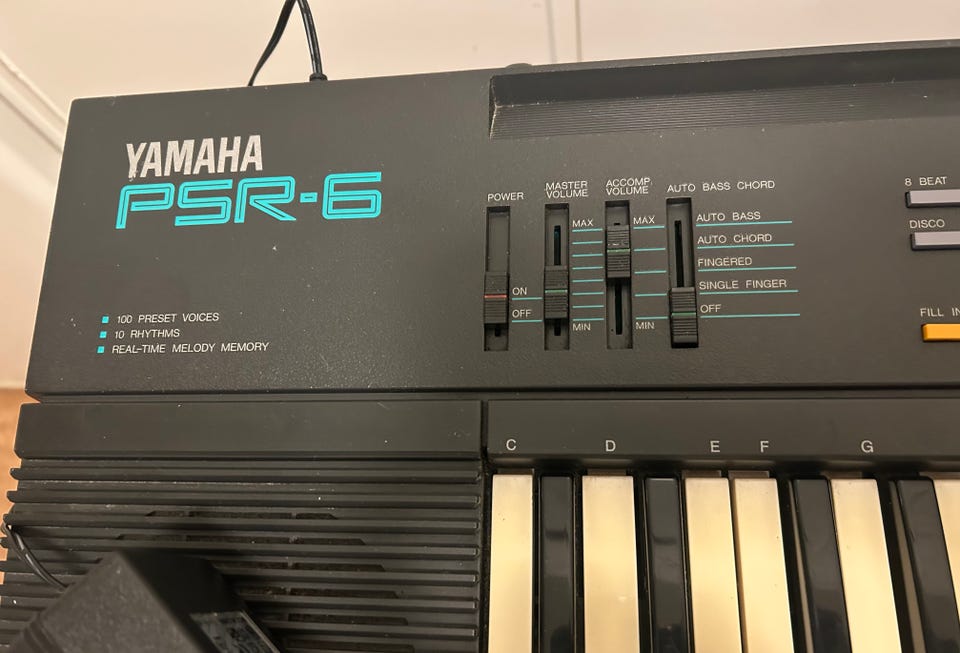 YAMAHA
PSR-6
100 PRESET VOICES
10 RHYTHMS
REAL-TIME MELODY MEMORY
POWER
ON
OFF
MASTER
VOLUME
MAX
MIN
ACCOMP.
VOLUME
MAX
MIN
AUTO BASS CHORD
AUTO BASS
AUTO CHORD
FINGERED
SINGLE FINGER
OFF
8 BEAT
DISCO
FILL IN
C D E F G